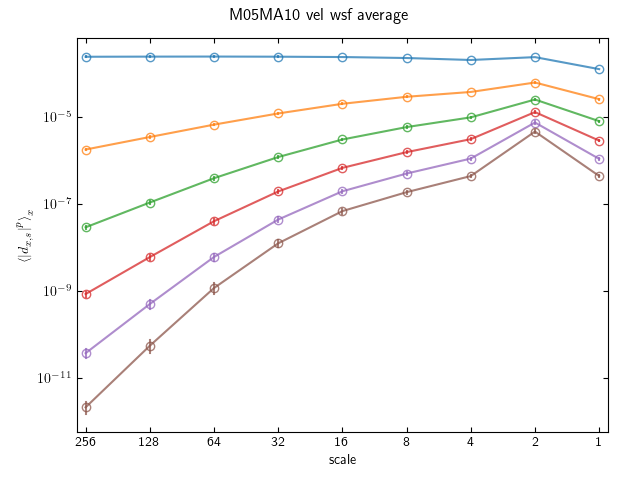 M05MA10 vel wsf average
10⁻⁵
10⁻⁷
10⁻⁹
10⁻¹¹
⟨|d_{x,s}|^p⟩_x
256 128 64 32 16 8 4 2 1
scale